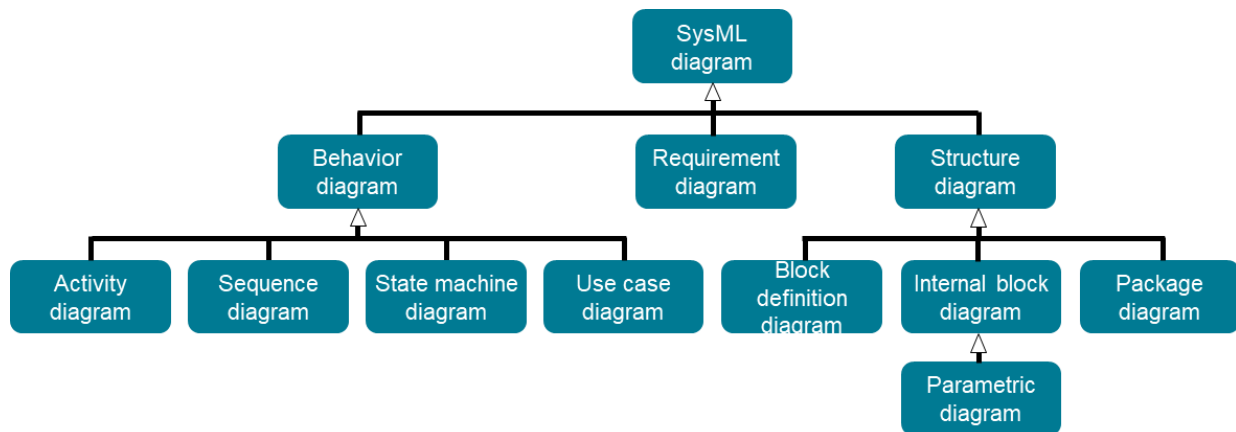 SysML
diagram
Behavior
diagram
Requirement
diagram
Structure
diagram
Activity
diagram
Sequence
diagram
State machine
diagram
Use case
diagram
Block
definition
diagram
Internal block
diagram
Package
diagram
Parametric
diagram